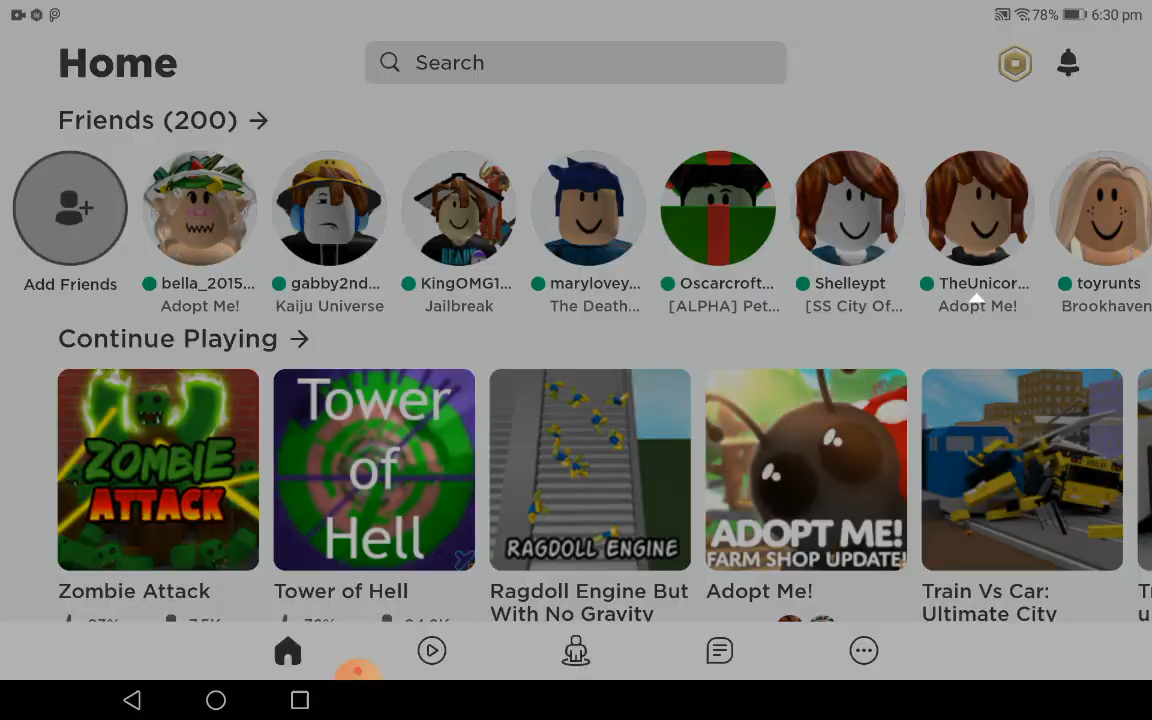 78% 6:30 pm
Home
Search
Friends (200) →
Add Friends
bella_2015...
gabby2nd...
KingOMG1...
marylovey...
Oscarcroft...
Shelleypt
TheUnicor...
toyrunts
Adopt Me!
Kaiju Universe
Jailbreak
The Death...
[ALPHA] Pet...
[SS City Of...
Adopt Me!
Brookhaven
Continue Playing →
ZOMBIE
ATTACK
Tower
of
Hell
RAGDOLL ENGINE
ADOPT ME!
FARM SHOP UPDATE!
Zombie Attack
Tower of Hell
Ragdoll Engine But
With No Gravity
Adopt Me!
Train Vs Car:
Ultimate City